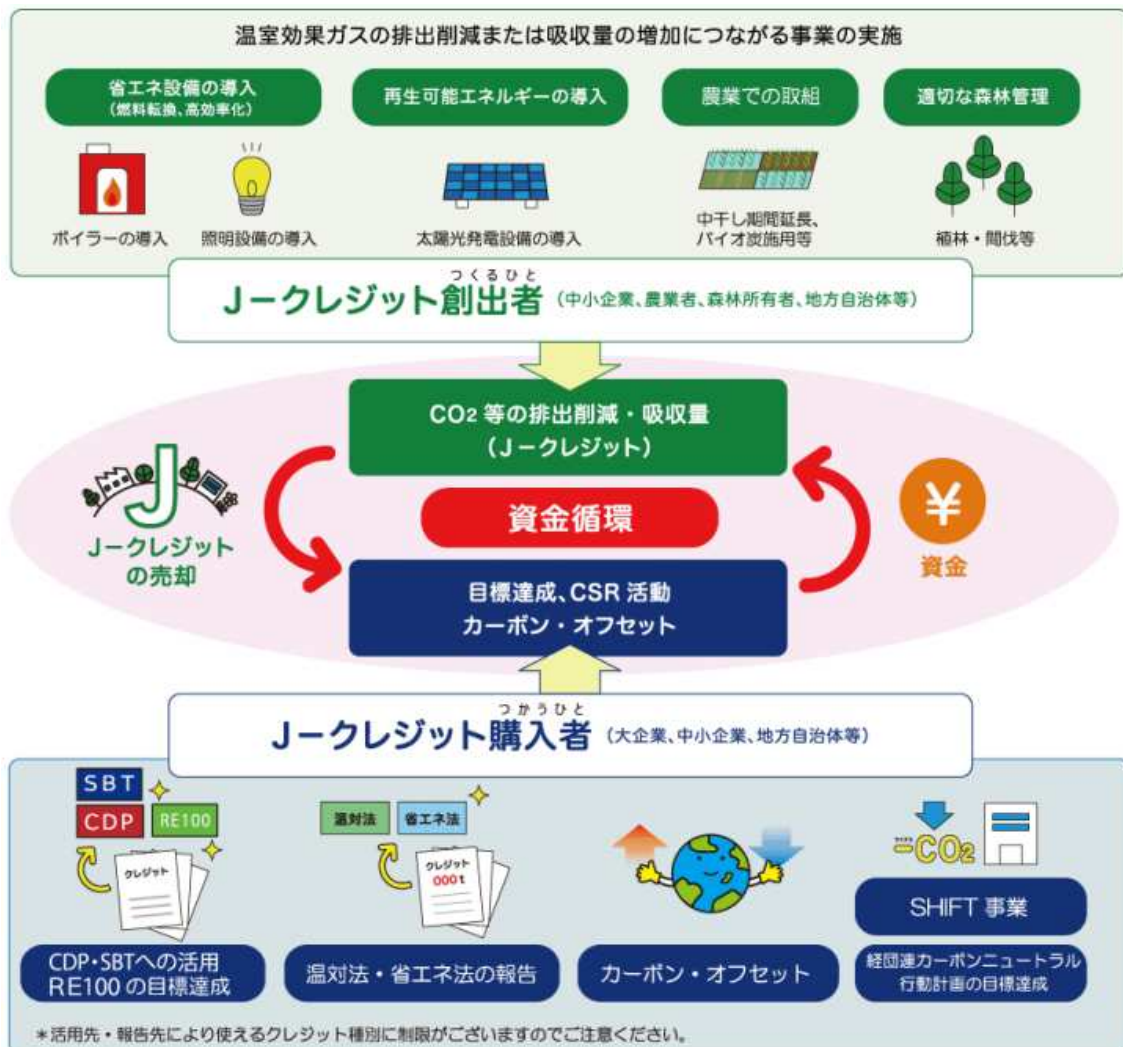 温室効果ガスの排出削減または吸収量の増加につながる事業の実施
省エネ設備の導入
(燃料転換、高効率化)
再生可能エネルギーの導入
農業での取組
適切な森林管理
ボイラーの導入
照明設備の導入
太陽光発電設備の導入
中干し期間延長、
バイオ炭施用等
植林・間伐等
つくるひと
Jークレジット創出者(中小企業、農業者、森林所有者、地方自治体等)
CO2 等の排出削減・吸収量
(Jークレジット)
J
Jークレジット
の売却
資金循環
¥
資金
目標達成、CSR 活動
カーボン・オフセット
つかうひと
Jークレジット購入者(大企業、中小企業、地方自治体等)
SBT
CDP
RE100
クレジット
温対法
省エネ法
クレジット
000t
マイナス
CO2
CDP・SBTへの活用
RE100 の目標達成
温対法・省エネ法の報告
カーボン・オフセット
SHIFT 事業
経団連カーボンニュートラル
行動計画の目標達成
*活用先・報告先により使えるクレジット種別に制限がございますのでご注意ください。